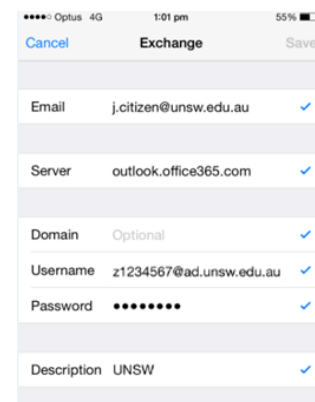 Optus 4G 1:01 pm 55%
Cancel Exchange Save
Email j.citizen@unsw.edu.au
Server outlook.office365.com
Domain Optional
Username z1234567@ad.unsw.edu.au
Password ••••••••
Description UNSW